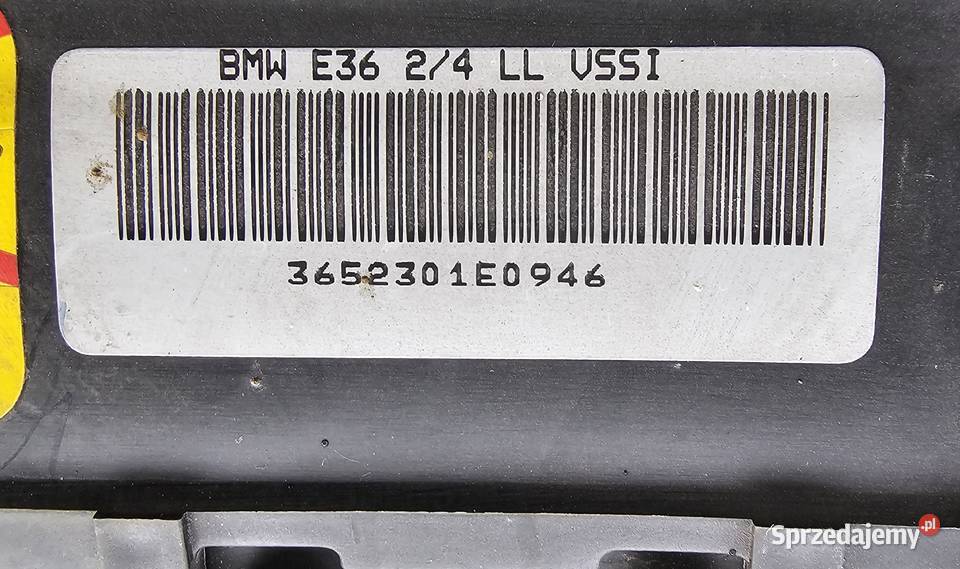 BMW E36 2/4 LL VSSI
3652301E0946
Sprzedajemy.pl